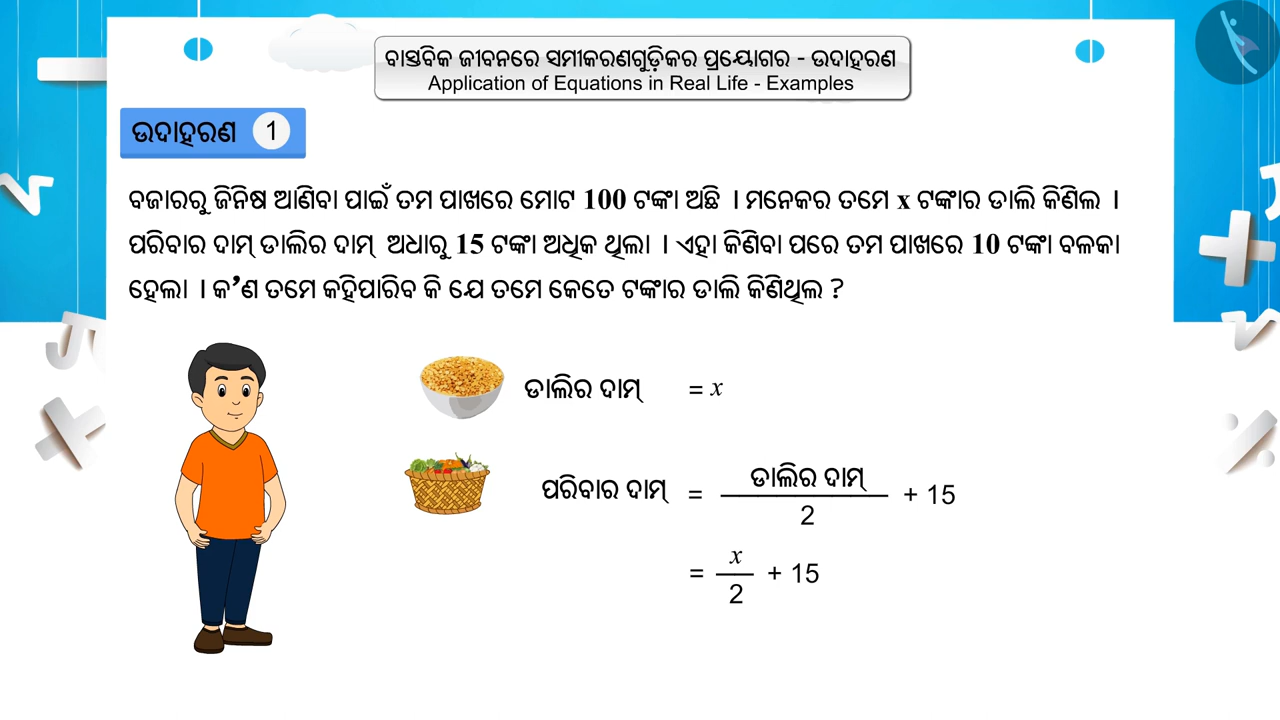 ବାସ୍ତବିକ ଜୀବନରେ ସମୀକରଣଗୁଡ଼ିକର ପ୍ରୟୋଗର - ଉଦାହରଣ
Application of Equations in Real Life - Examples
ଉଦାହରଣ 1
ବଜାରରୁ ଜିନିଷ ଆଣିବା ପାଇଁ ତମ ପାଖରେ ମୋଟ 100 ଟଙ୍କା ଅଛି । ମନେକର ତମେ x ଟଙ୍କାର ଡାଲି କିଣିଲ ।
ପରିବାର ଦାମ୍ ଡାଲିର ଦାମ୍ ଅଧାରୁ 15 ଟଙ୍କା ଅଧିକ ଥିଲା । ଏହା କିଣିବା ପରେ ତମ ପାଖରେ 10 ଟଙ୍କା ବଳକା
ହେଲା । କ’ଣ ତମେ କହିପାରିବ କି ଯେ ତମେ କେତେ ଟଙ୍କାର ଡାଲି କିଣିଥିଲ ?
ଡାଲିର ଦାମ୍ = x
ପରିବାର ଦାମ୍ = ଡାଲିର ଦାମ୍ / 2 + 15
= x / 2 + 15